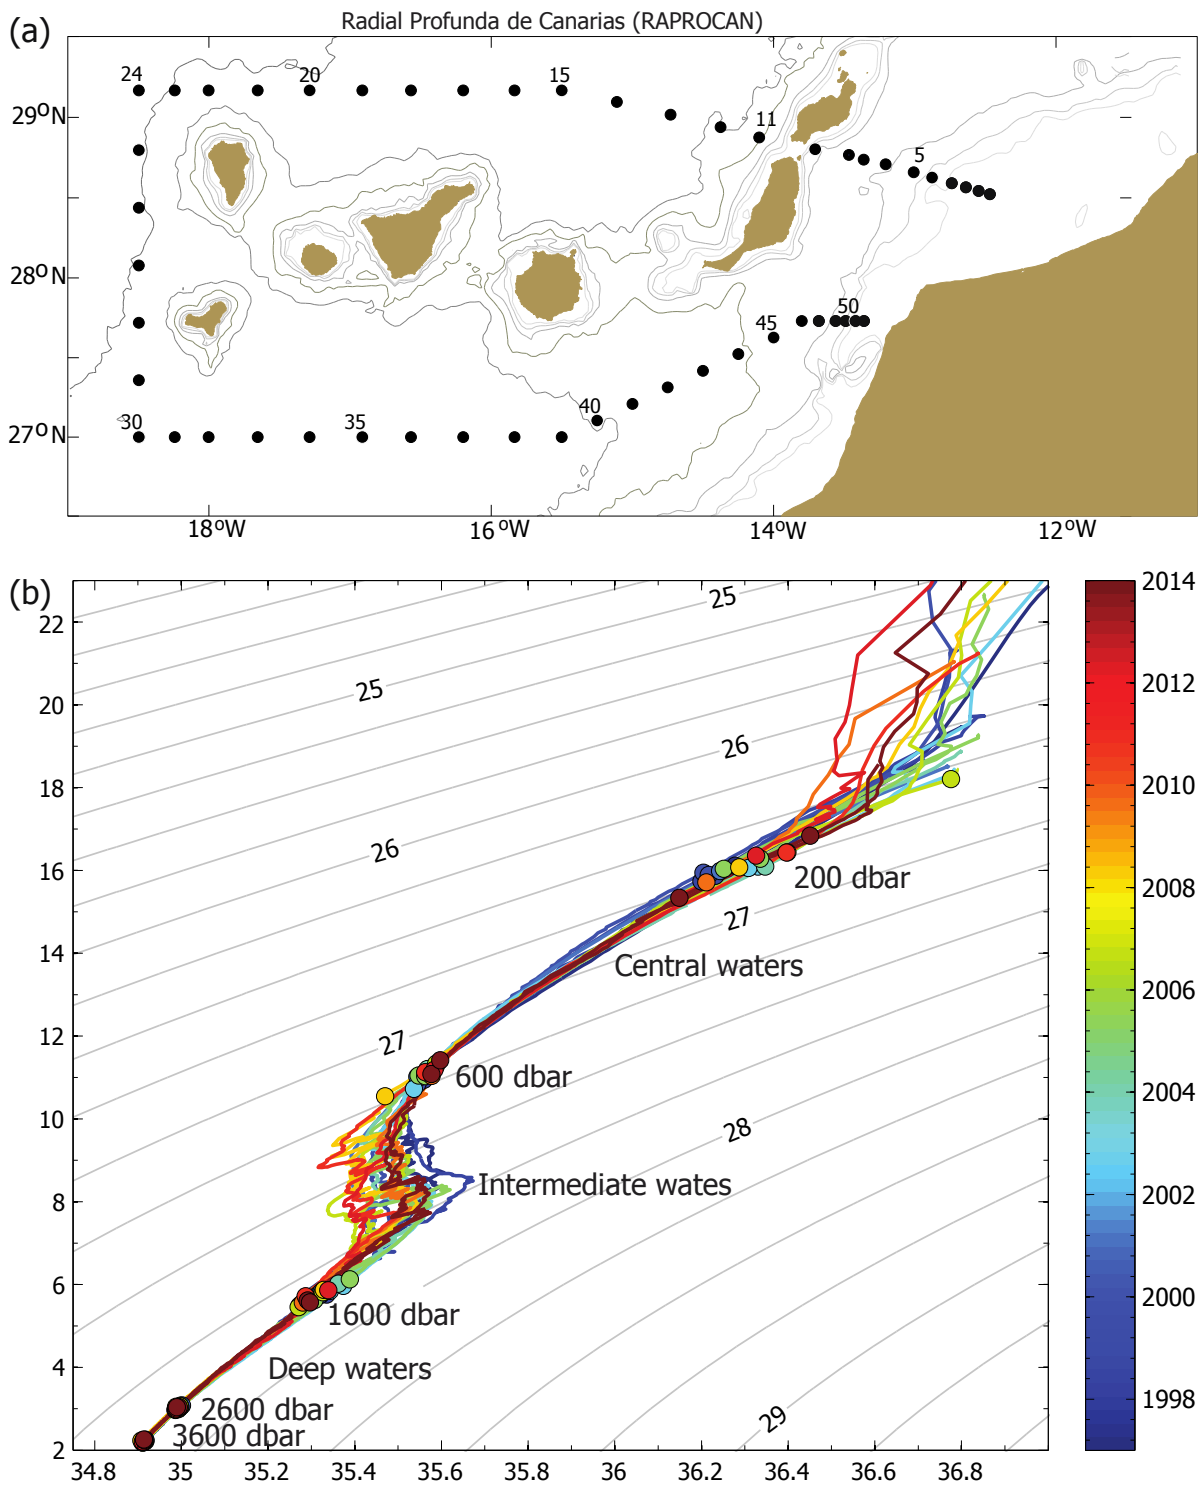 Radial Profunda de Canarias (RAPROCAN)
(a)
24
20
15
29°N
11
5
28°N
50
45
40
30
35
27°N
18°W
16°W
14°W
12°W
(b)
2014
25
22
2012
25
20
26
18
2010
26
16
200 dbar
2008
27
14
Central waters
2006
12
27
600 dbar
10
2004
28
Intermediate wates
8
2002
6
1600 dbar
2000
4
Deep waters
2600 dbar
1998
29
3600 dbar
2
34.8
35
35.2
35.4
35.6
35.8
36
36.2
36.4
36.6
36.8